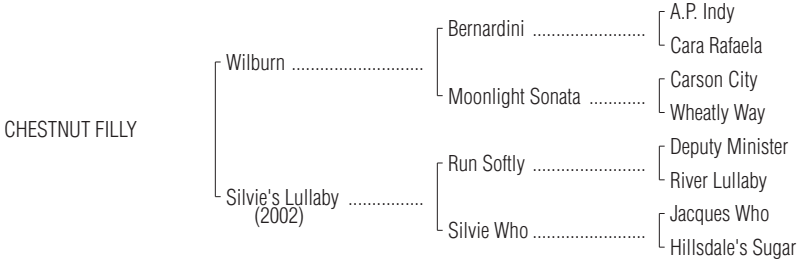 A.P. Indy
Bernardini ........................
Cara Rafaela
Wilburn ............................
Carson City
Moonlight Sonata ............
Wheatly Way
CHESTNUT FILLY
Deputy Minister
Run Softly ........................
River Lullaby
Silvie's Lullaby ................
(2002)
Jacques Who
Silvie Who ........................
Hillsdale's Sugar